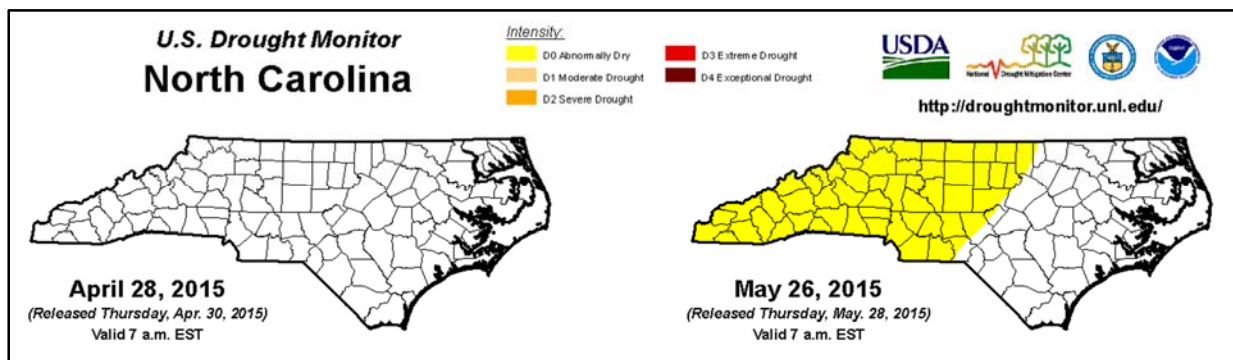 U.S. Drought Monitor
North Carolina
Intensity:
D0 Abnormally Dry
D1 Moderate Drought
D2 Severe Drought
D3 Extreme Drought
D4 Exceptional Drought
USDA
National Drought Mitigation Center
http://droughtmonitor.unl.edu/
April 28, 2015
(Released Thursday, Apr. 30, 2015)
Valid 7 a.m. EST
May 26, 2015
(Released Thursday, May. 28, 2015)
Valid 7 a.m. EST